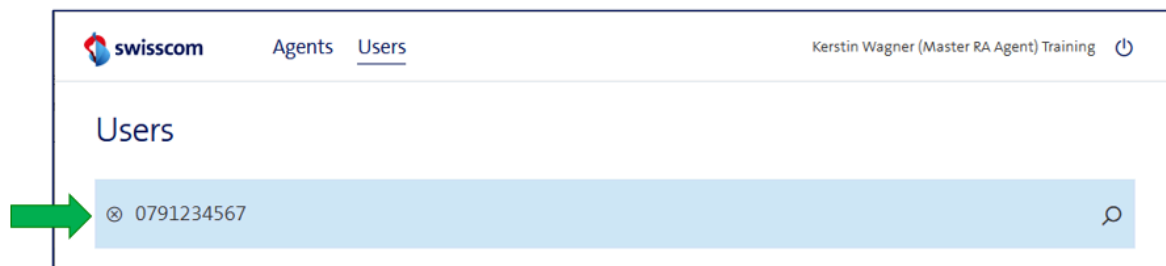 swisscom Agents Users Kerstin Wagner (Master RA Agent) Training
Users
0791234567